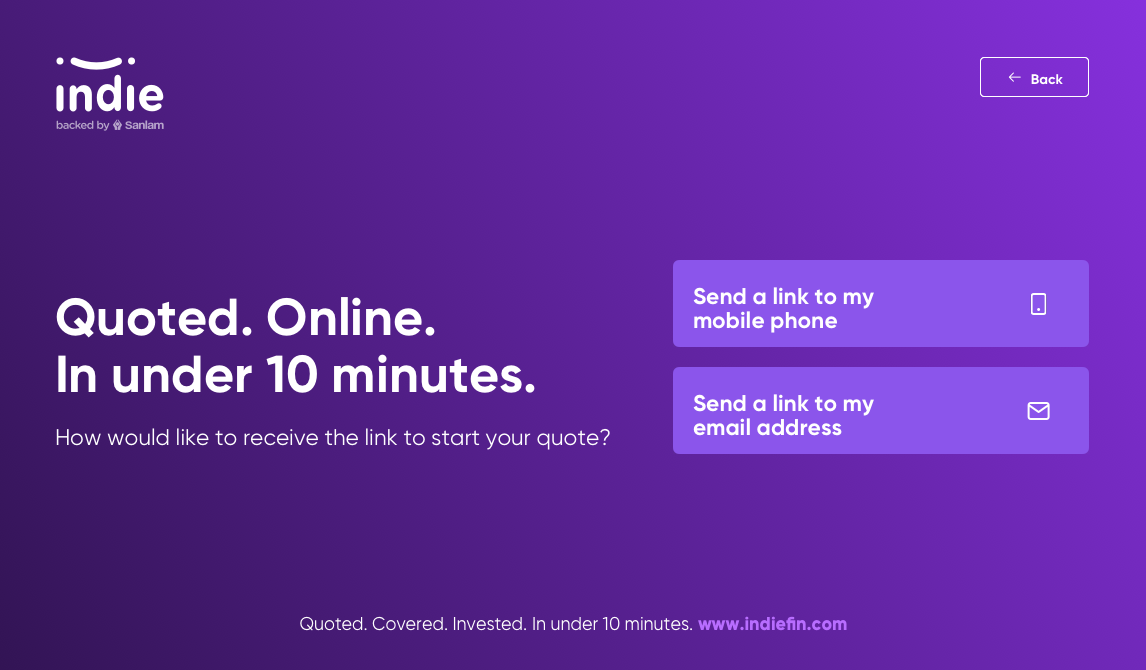 indie
backed by Sanlam
Back
Quoted. Online.
In under 10 minutes.
How would like to receive the link to start your quote?
Send a link to my
mobile phone
Send a link to my
email address
Quoted. Covered. Invested. In under 10 minutes. www.indiefin.com